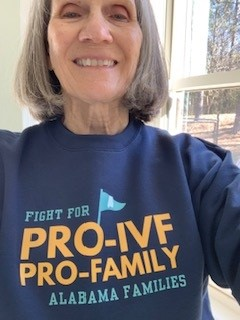 FIGHT FOR
PRO-IVF
PRO-FAMILY
ALABAMA FAMILIES